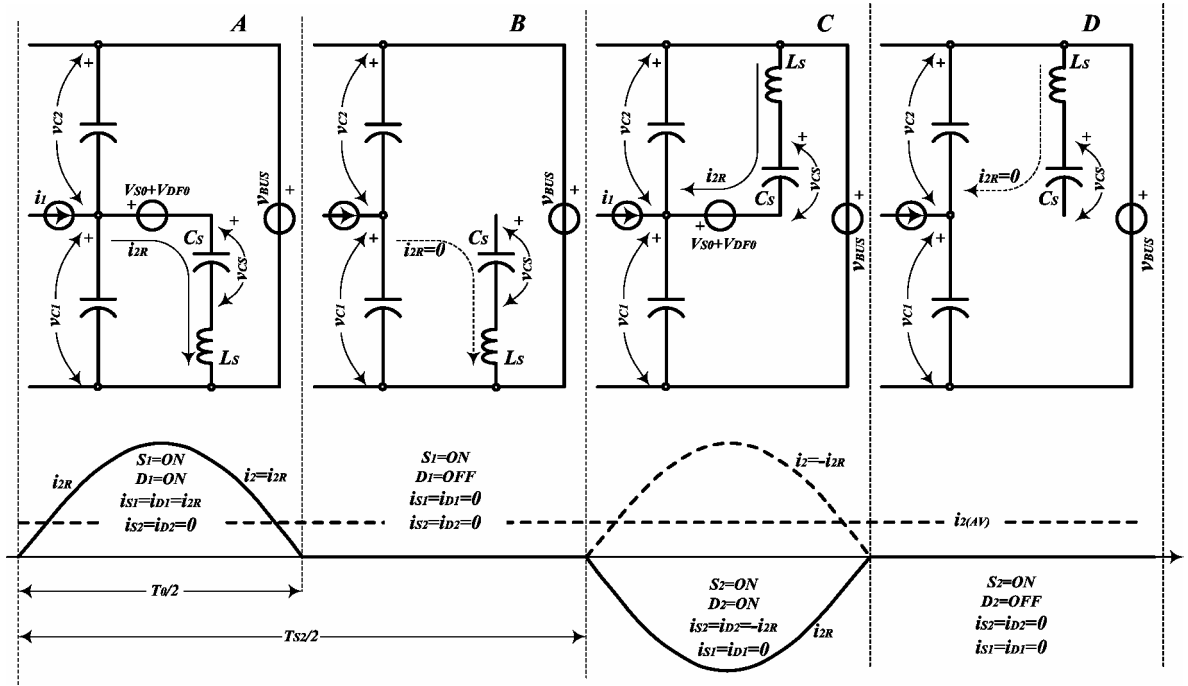 A
B
C
D
+
vC2
i1
VS0+VDF0
+
+
vBUS
+
+
i2R
CS
vCS
vC1
LS
+
vC2
vBUS
+
+
+
i2R=0
CS
vCS
vC1
LS
+
vC2
LS
i2R
+
vCS
CS
i1
+
VS0+VDF0
+
vBUS
+
vC1
+
vC2
LS
i2R=0
+
vCS
CS
+
vBUS
+
vC1
i2R
S1=ON
D1=ON
iS1=iD1=i2R
iS2=iD2=0
i2=i2R
S1=ON
D1=OFF
iS1=iD1=0
iS2=iD2=0
i2=-i2R
i2(AV)
T0/2
TS2/2
S2=ON
D2=ON
iS2=iD2=-i2R
iS1=iD1=0
i2R
S2=ON
D2=OFF
iS2=iD2=0
iS1=iD1=0